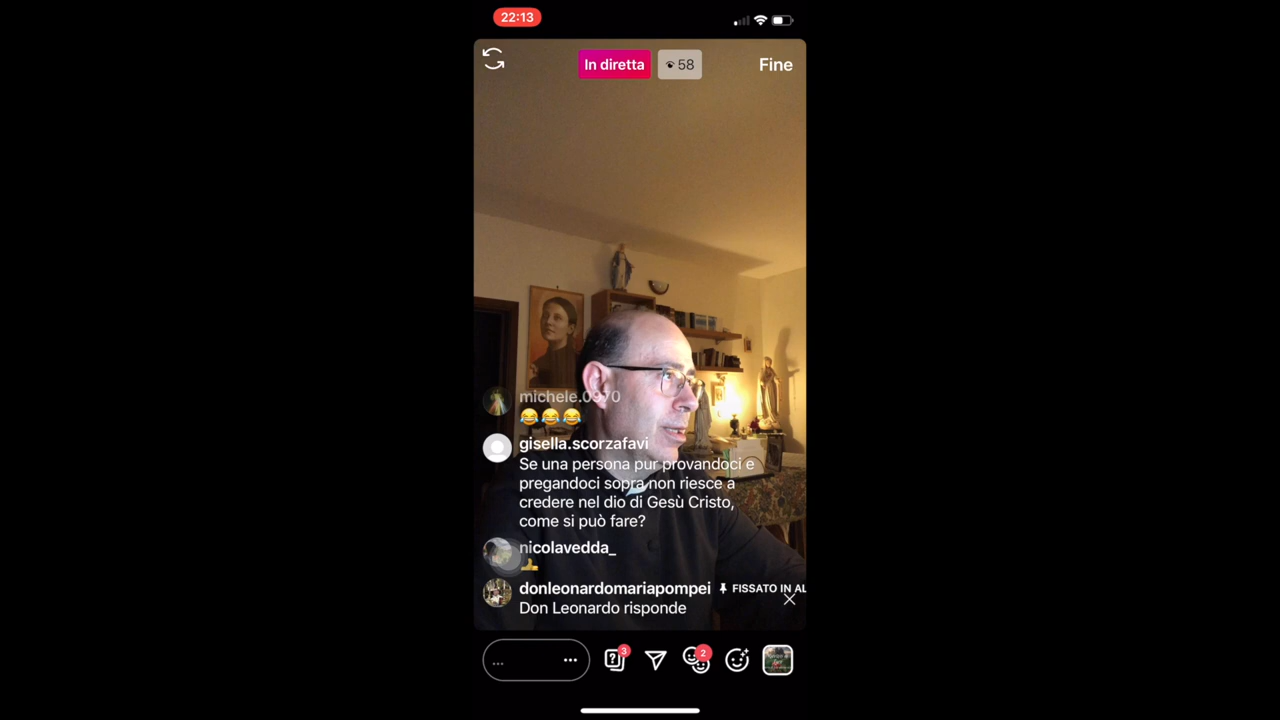 22:13
In diretta
58
Fine
michele.0970
😂😂😂
gisella.scorzafavi
Se una persona pur provandoci e
pregandoci sopra non riesce a
credere nel dio di Gesù Cristo,
come si può fare?
nicolavedda_
donleonardomariapompei FISSATO IN AL
Don Leonardo risponde
... ...
3
2